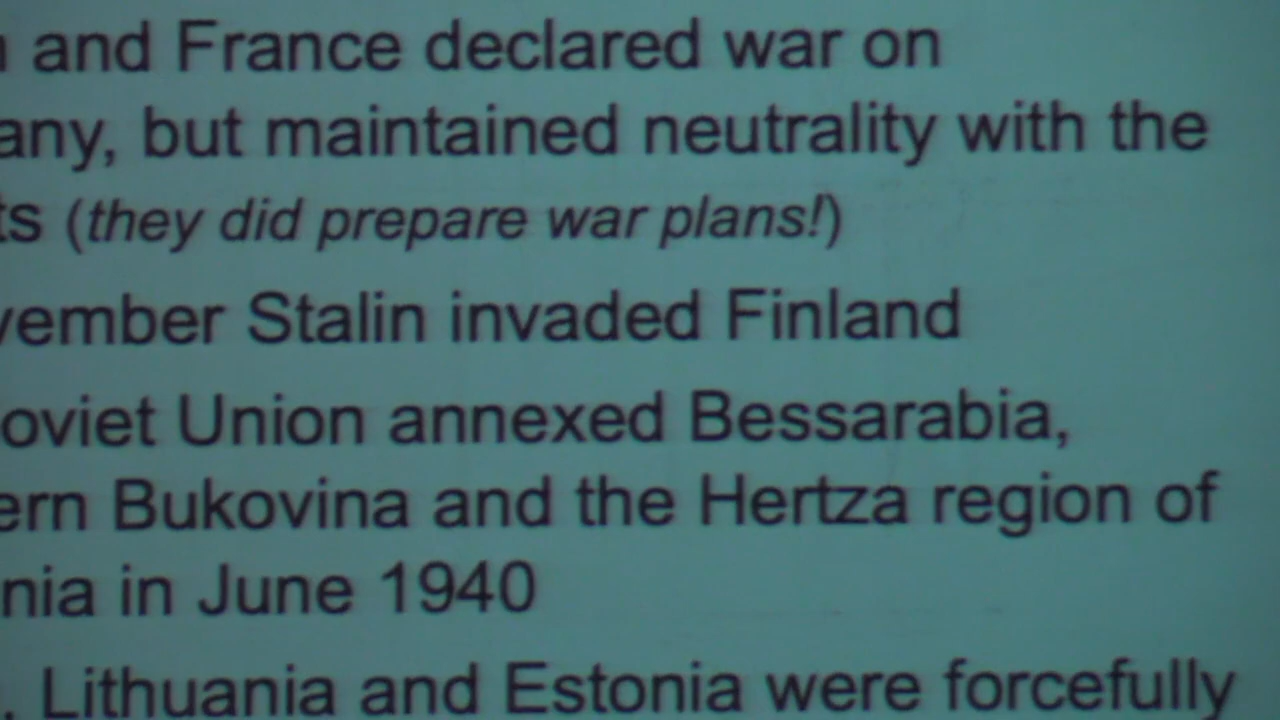 and France declared war on
any, but maintained neutrality with the
ts (they did prepare war plans!)
vember Stalin invaded Finland
oviet Union annexed Bessarabia,
ern Bukovina and the Hertza region of
nia in June 1940
. Lithuania and Estonia were forcefully